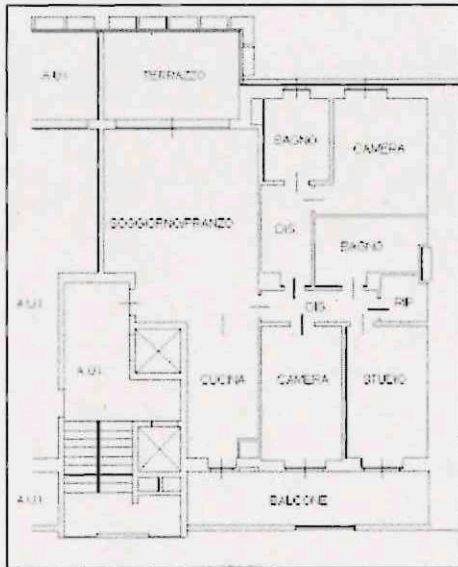 A.U.I.
TERRAZZO
BAGNO
CAMERA
SOGGIORNO/PRANZO
DIS.
BAGNO
A.U.I.
DIS.
RIP.
A.U.I.
CUCINA
CAMERA
STUDIO
A.U.I.
BALCONE